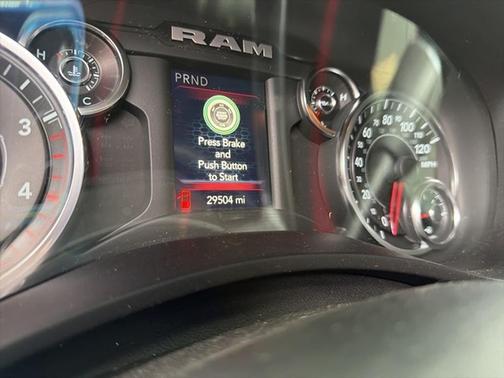 RAM
H
C
PRND
Press Brake
and
Push Button
to Start
29504 mi
3
4
H
0
20
40
60
80
100
120
MPH